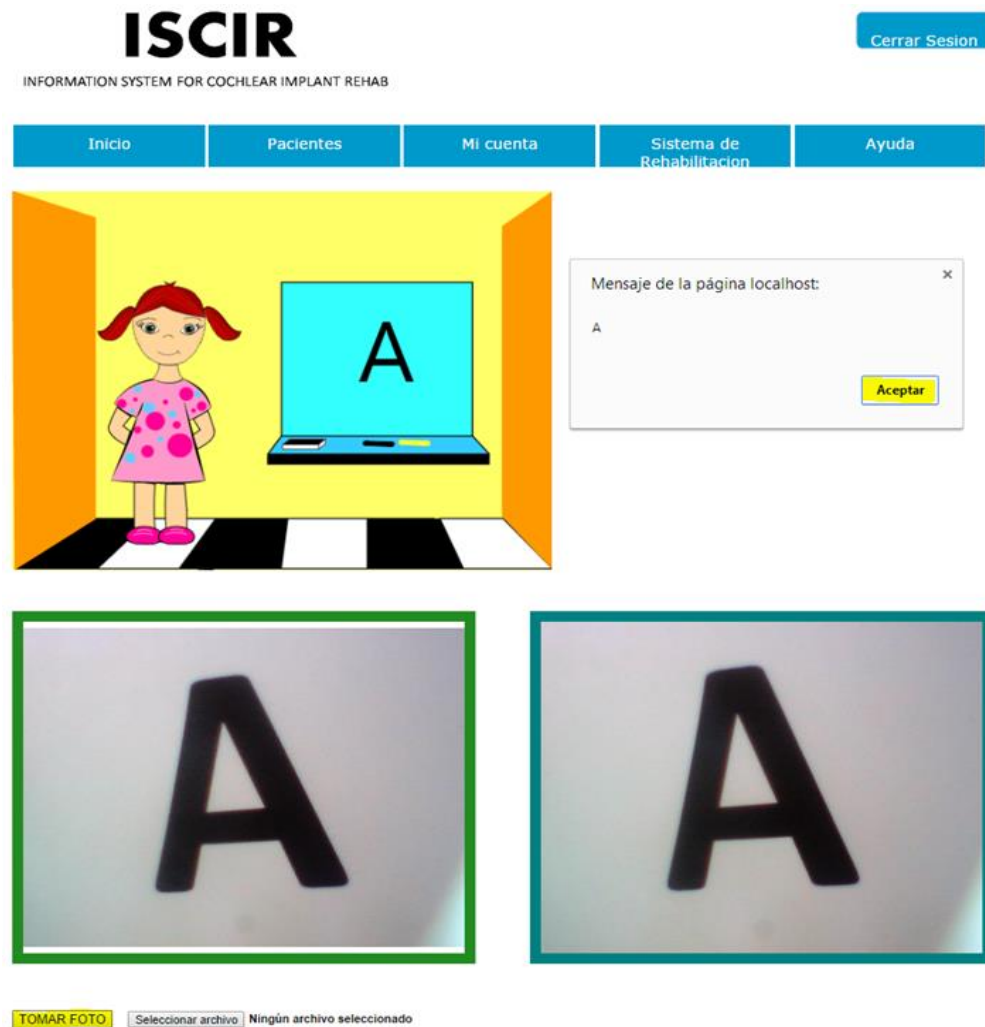 ISCIR
INFORMATION SYSTEM FOR COCHLEAR IMPLANT REHAB
Cerrar Sesion
Inicio
Pacientes
Mi cuenta
Sistema de
Rehabilitacion
Ayuda
A
Mensaje de la página localhost:
×
A
Aceptar
A
A
TOMAR FOTO
Seleccionar archivo Ningún archivo seleccionado